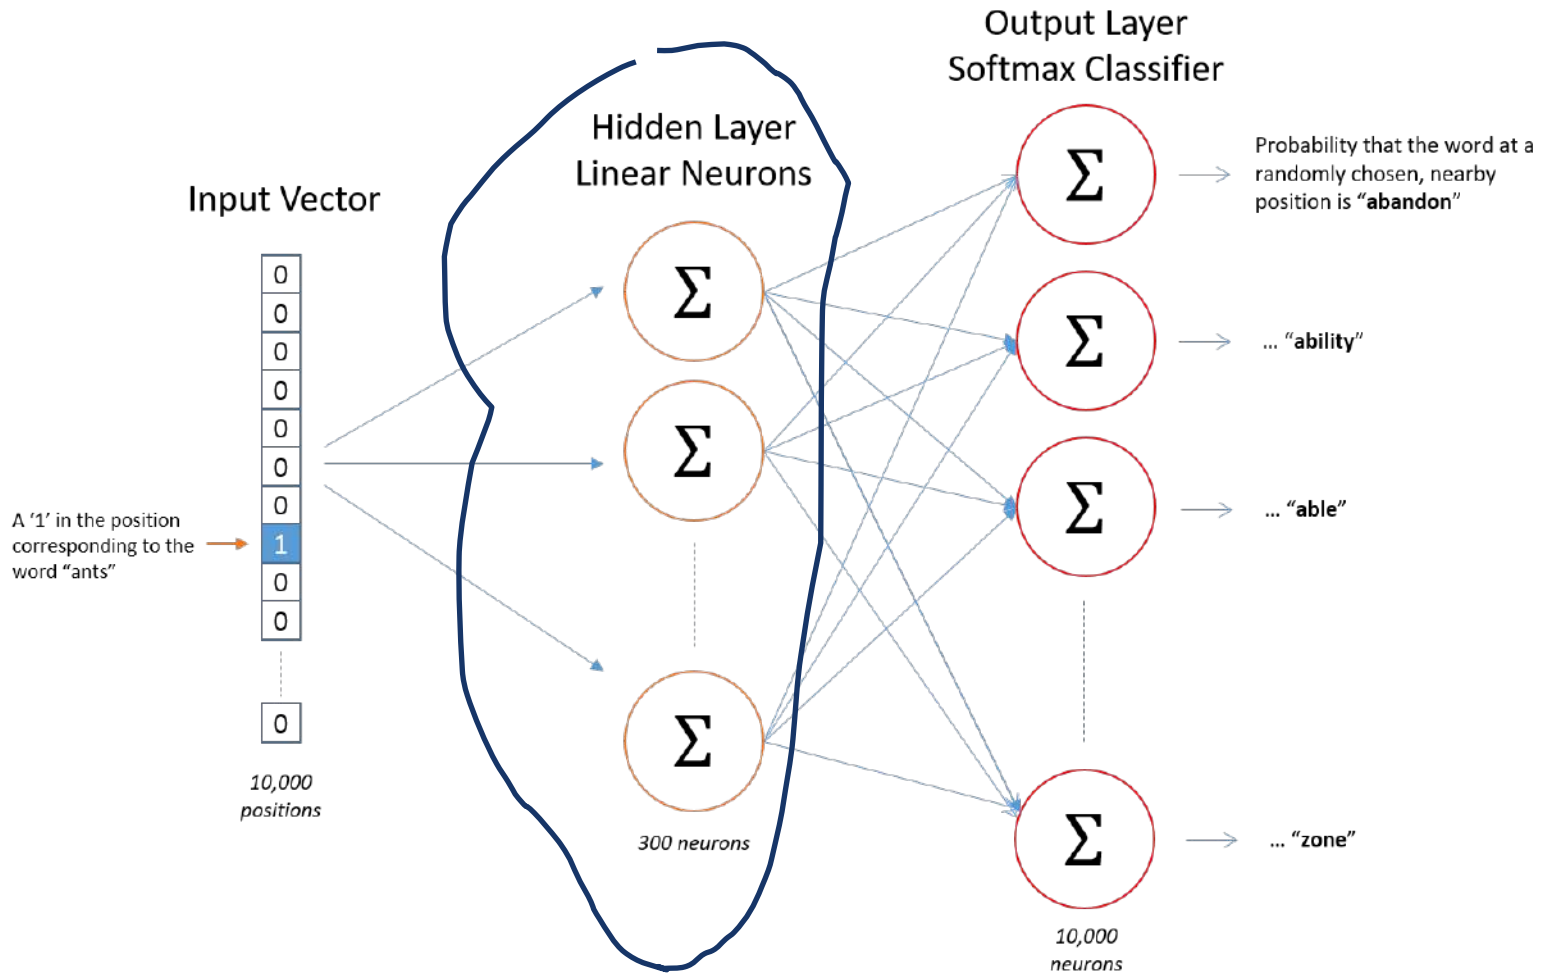 Output Layer
Softmax Classifier
Hidden Layer
Linear Neurons
Input Vector
0
0
0
0
0
0
0
1
0
0
0
A ‘1’ in the position
corresponding to the
word “ants”
10,000
positions
Σ
Σ
Σ
300 neurons
Σ
Σ
Σ
Σ
10,000
neurons
Probability that the word at a
randomly chosen, nearby
position is “abandon”
... “ability”
... “able”
... “zone”